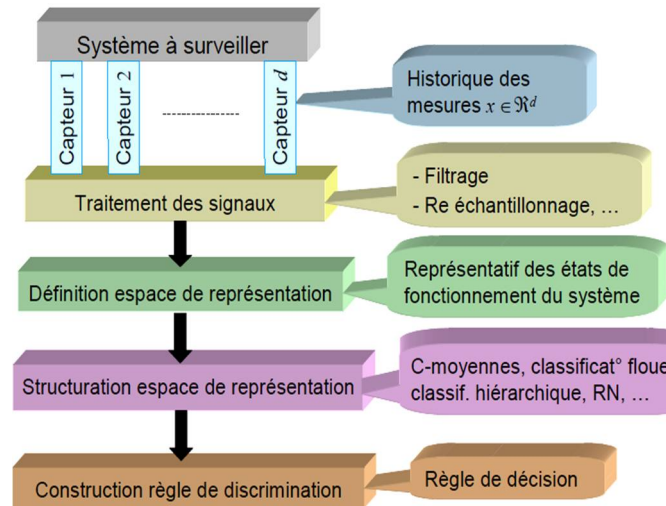 Système à surveiller
Capteur 1
Capteur 2
Capteur d
Historique des
mesures x ∈ ℜᵈ
Traitement des signaux
- Filtrage
- Re échantillonnage, …
Définition espace de représentation
Représentatif des états de
fonctionnement du système
Structuration espace de représentation
C-moyennes, classificat° floue
classif. hiérarchique, RN, …
Construction règle de discrimination
Règle de décision